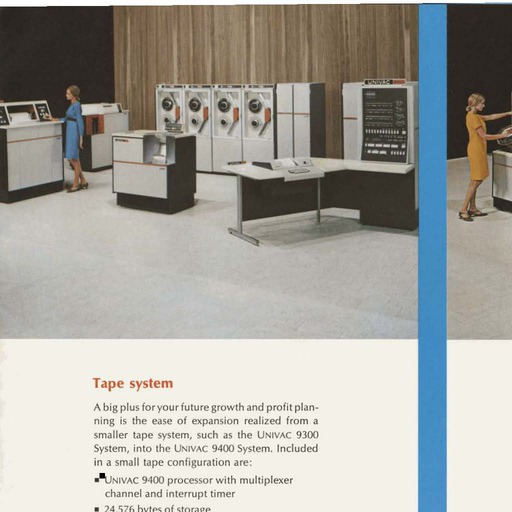 UNIVAC
Tape system
A big plus for your future growth and profit plan-
ning is the ease of expansion realized from a
smaller tape system, such as the UNIVAC 9300
System, into the UNIVAC 9400 System. Included
in a small tape configuration are:
▪ UNIVAC 9400 processor with multiplexer
channel and interrupt timer
▪ 24,576 bytes of storage